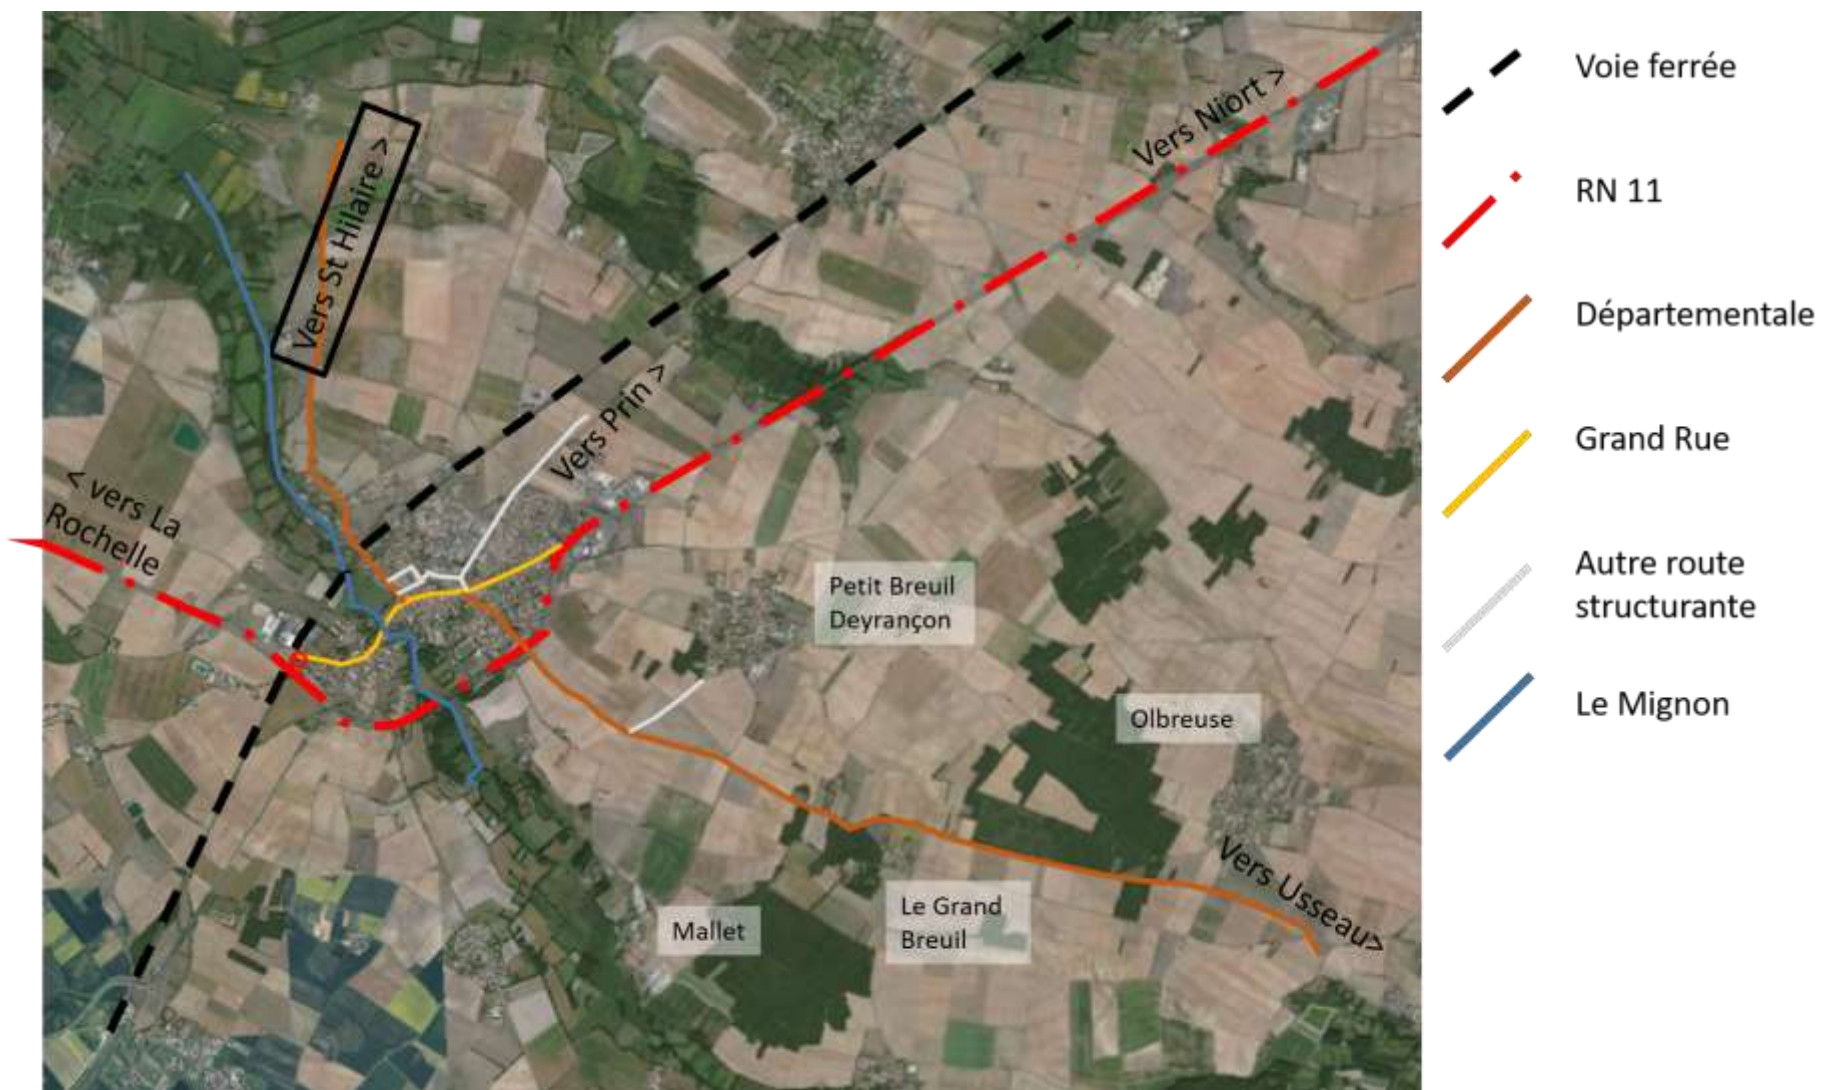 Vers St Hilaire >
Vers Niort >
Vers Prin >
< vers La
Rochelle
Petit Breuil
Deyrançon
Olbreuse
Vers Usseau>
Le Grand
Breuil
Mallet
Voie ferrée
RN 11
Départementale
Grand Rue
Autre route
structurante
Le Mignon